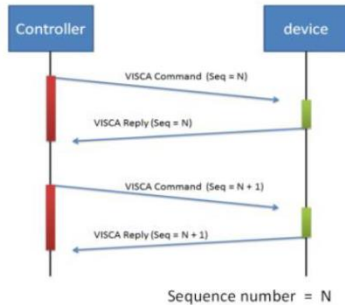 Controller
device
VISCA Command (Seq = N)
VISCA Reply (Seq = N)
VISCA Command (Seq = N + 1)
VISCA Reply (Seq = N + 1)
Sequence number = N